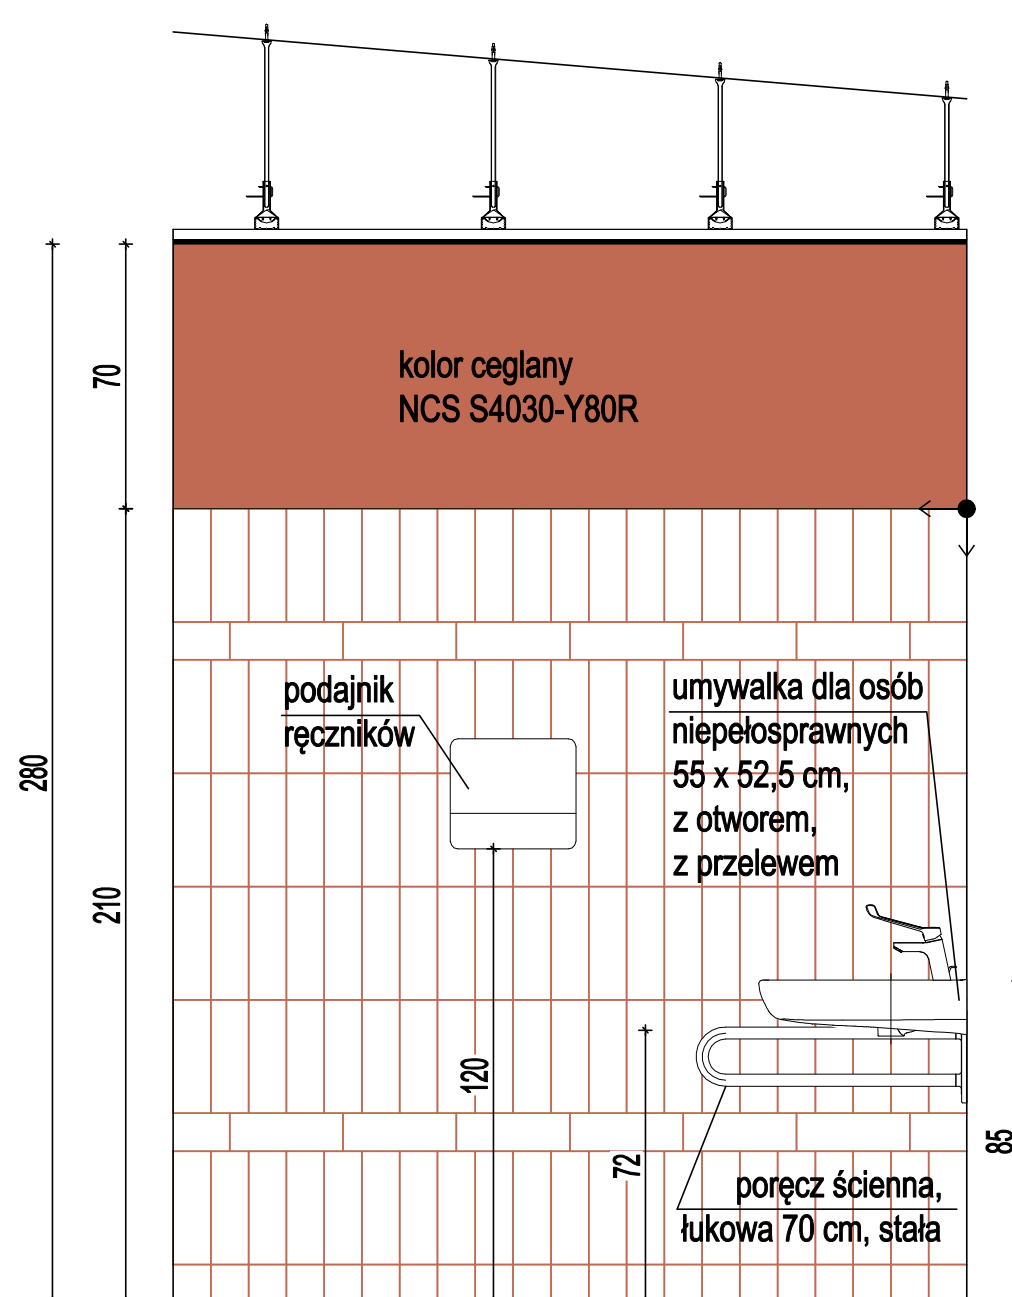 kolor ceglany
NCS S4030-Y80R
70
podajnik
ręczników
umywalka dla osób
niepełosprawnych
55 x 52,5 cm,
z otworem,
z przelewem
280
210
120
72
85
poręcz ścienna,
łukowa 70 cm, stała